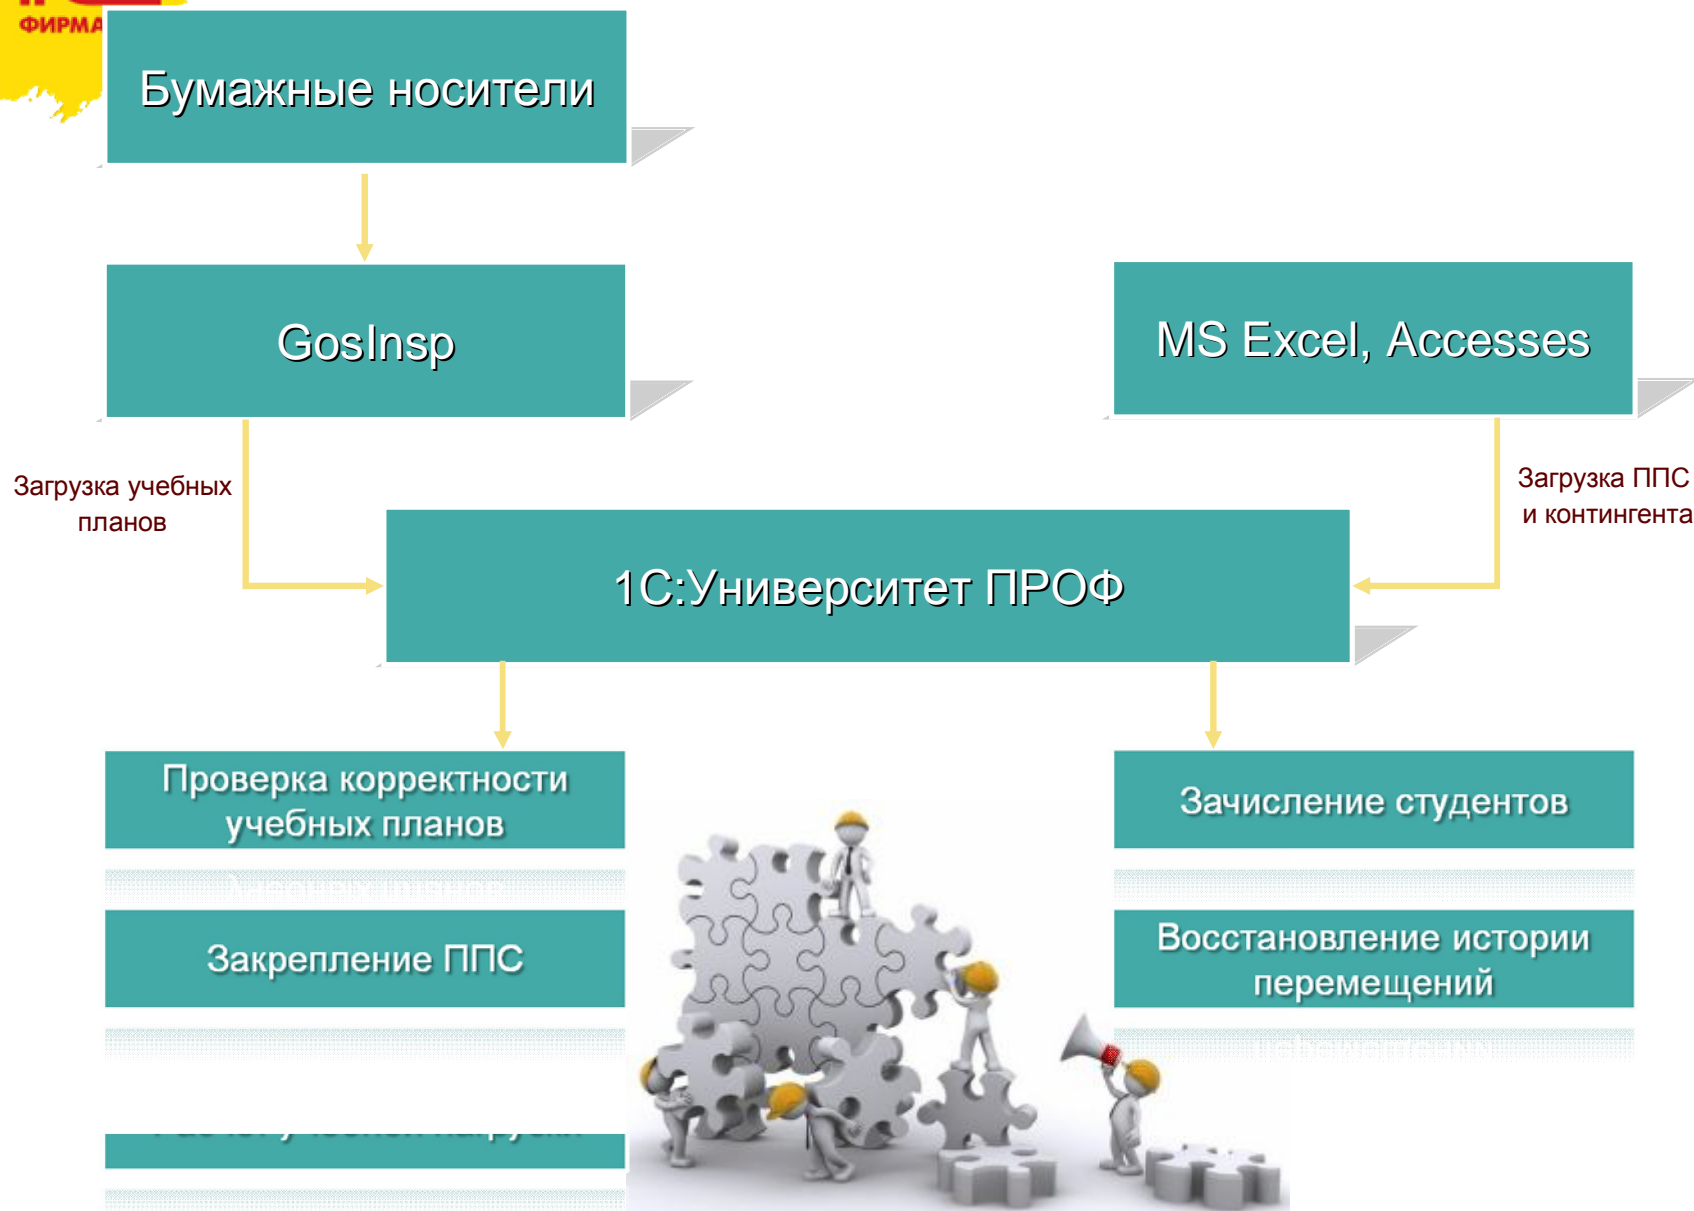 ФИРМА
Бумажные носители
GosInsp
MS Excel, Accesses
Загрузка учебных
планов
Загрузка ППС
и контингента
1С:Университет ПРОФ
Проверка корректности
учебных планов
Зачисление студентов
Закрепление ППС
Восстановление истории
перемещений